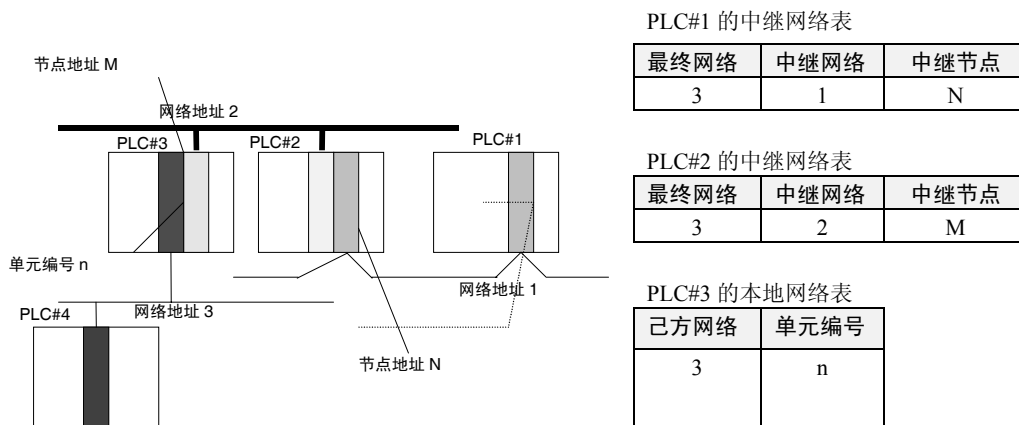 节点地址 M
网络地址 2
PLC#3
PLC#2
PLC#1
单元编号 n
网络地址 1
网络地址 3
PLC#4
节点地址 N
PLC#1 的中继网络表
最终网络 中继网络 中继节点
3 1 N
PLC#2 的中继网络表
最终网络 中继网络 中继节点
3 2 M
PLC#3 的本地网络表
己方网络 单元编号
3 n